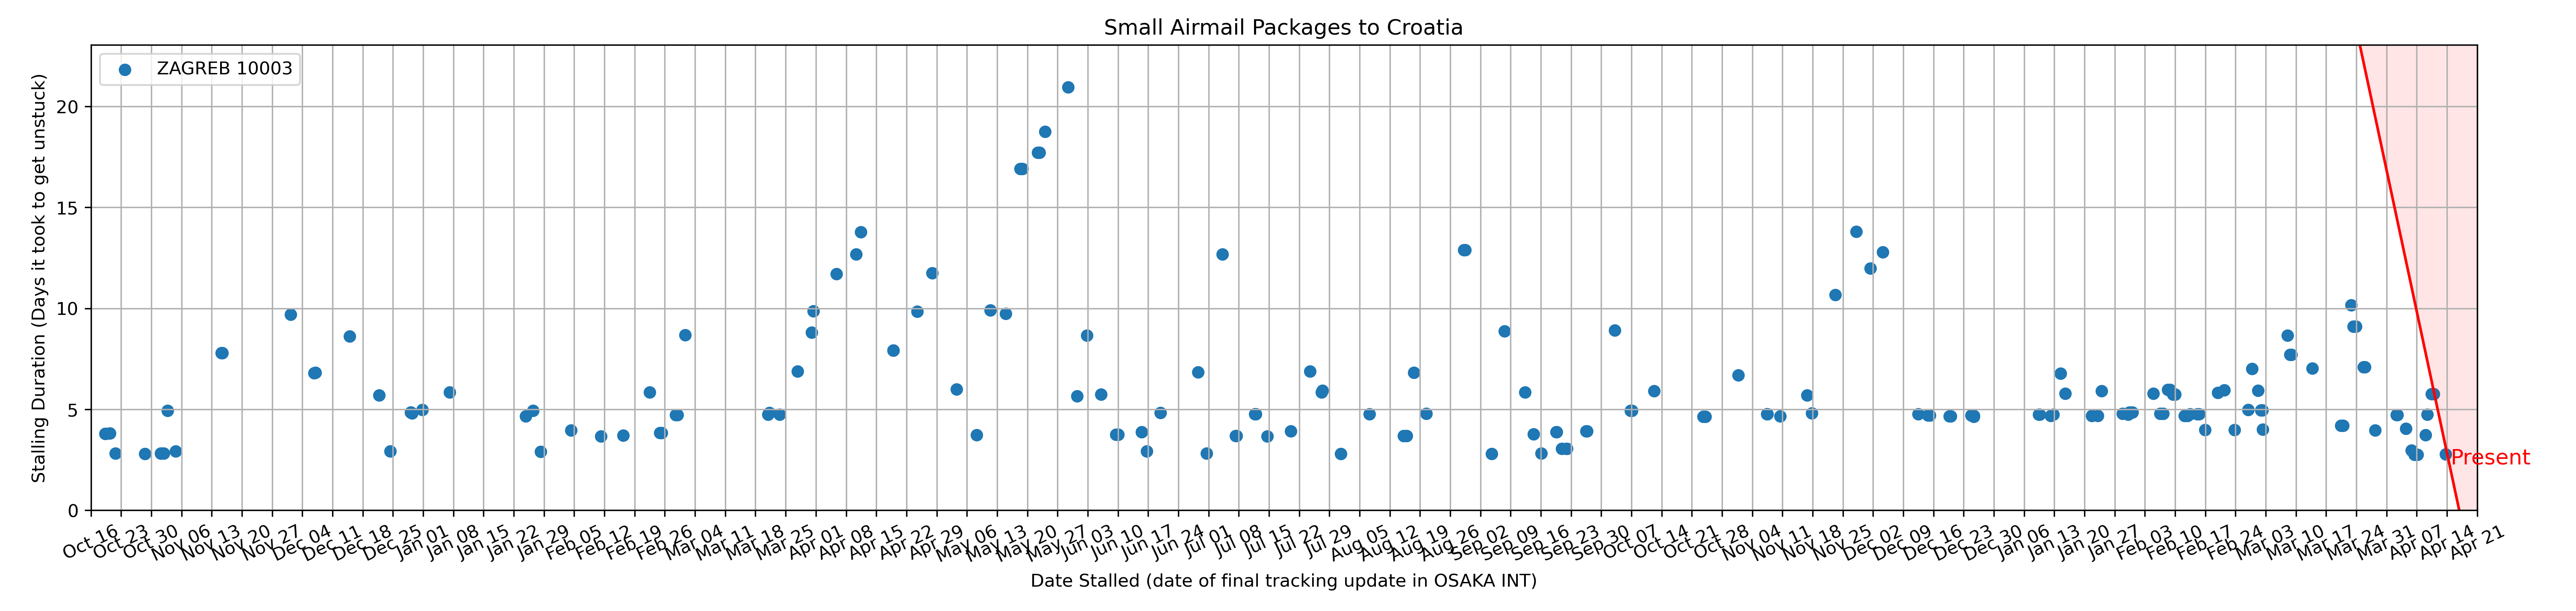 Small Airmail Packages to Croatia
ZAGREB 10003
Stalling Duration (Days it took to get unstuck)
20
15
10
5
0
Present
Oct 16 Oct 23 Oct 30 Nov 06 Nov 13 Nov 20 Nov 27 Dec 04 Dec 11 Dec 18 Dec 25 Jan 01 Jan 08 Jan 15 Jan 22 Jan 29 Feb 05 Feb 12 Feb 19 Feb 26 Mar 04 Mar 11 Mar 18 Mar 25 Apr 01 Apr 08 Apr 15 Apr 22 Apr 29 May 06 May 13 May 20 May 27 Jun 03 Jun 10 Jun 17 Jun 24 Jul 01 Jul 08 Jul 15 Jul 22 Jul 29 Aug 05 Aug 12 Aug 19 Aug 26 Sep 02 Sep 09 Sep 16 Sep 23 Sep 30 Oct 07 Oct 14 Oct 21 Oct 28 Nov 04 Nov 11 Nov 18 Nov 25 Dec 02 Dec 09 Dec 16 Dec 23 Dec 30 Jan 06 Jan 13 Jan 20 Jan 27 Feb 03 Feb 10 Feb 17 Feb 24 Mar 03 Mar 10 Mar 17 Mar 24 Mar 31 Apr 07 Apr 14 Apr 21
Date Stalled (date of final tracking update in OSAKA INT)